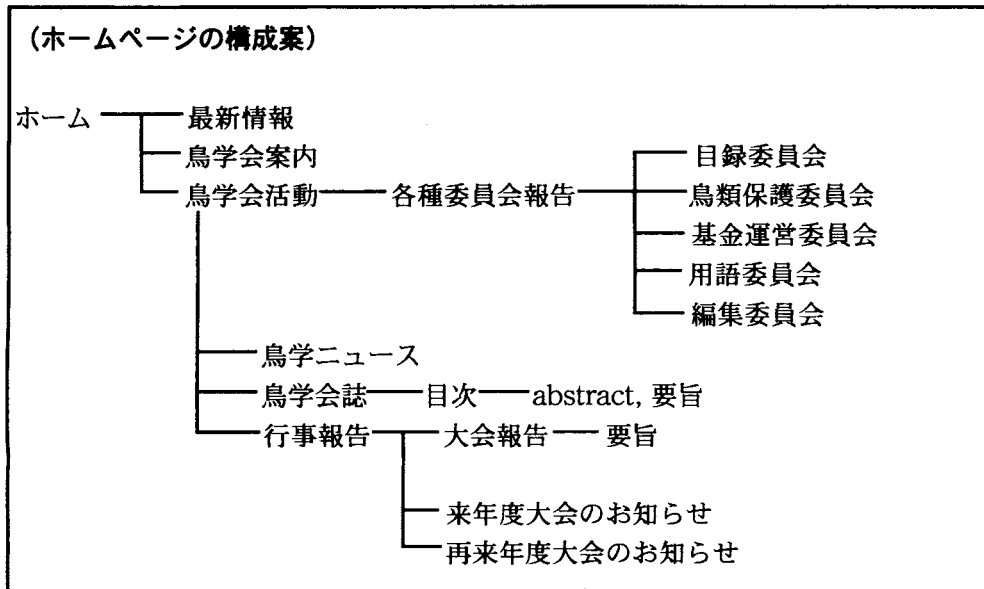 （ホームページの構成案）
ホーム 最新情報
鳥学会案内 目録委員会
鳥学会活動 各種委員会報告 鳥類保護委員会
基金運営委員会
用語委員会
編集委員会
鳥学ニュース
鳥学会誌 目次 abstract, 要旨
行事報告 大会報告 要旨
来年度大会のお知らせ
再来年度大会のお知らせ